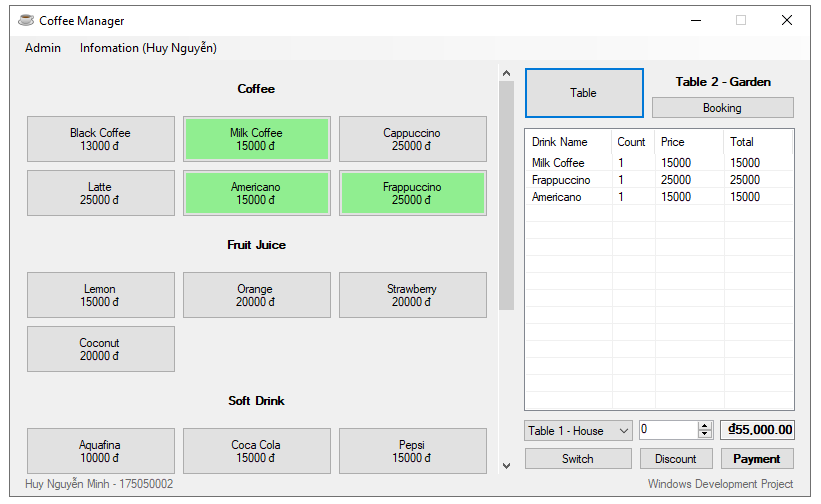 Coffee Manager
Admin Infomation (Huy Nguyễn)
Coffee
Black Coffee
13000 đ
Milk Coffee
15000 đ
Cappuccino
25000 đ
Latte
25000 đ
Americano
15000 đ
Frappuccino
25000 đ
Fruit Juice
Lemon
15000 đ
Orange
20000 đ
Strawberry
20000 đ
Coconut
20000 đ
Soft Drink
Aquafina
10000 đ
Coca Cola
15000 đ
Pepsi
15000 đ
Table
Table 2 - Garden
Booking
Drink Name Count Price Total
Milk Coffee 1 15000 15000
Frappuccino 1 25000 25000
Americano 1 15000 15000
Table 1 - House 0 ₫55,000.00
Switch Discount Payment
Huy Nguyễn Minh - 175050002
Windows Development Project